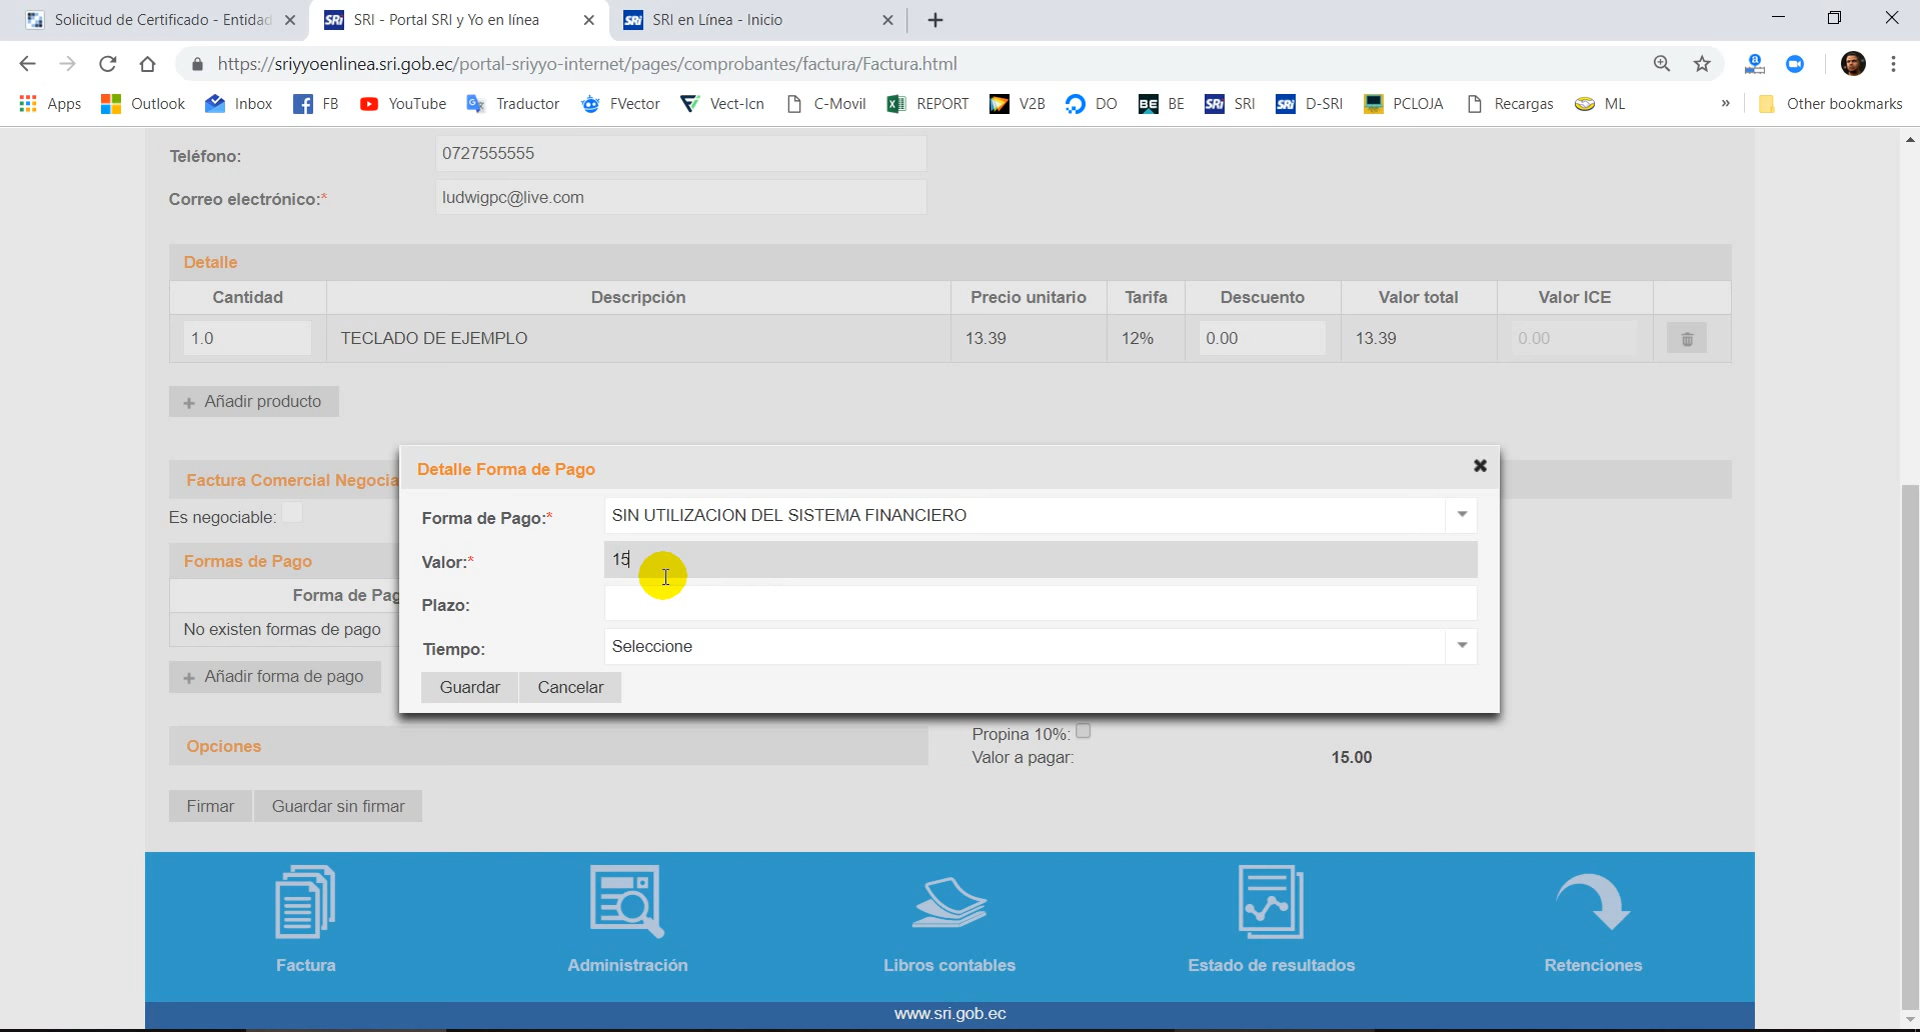 Solicitud de Certificado - Entidad
SRi SRI - Portal SRI y Yo en línea
SRi SRI en Línea - Inicio
https://sriyyoenlinea.sri.gob.ec/portal-sriyyo-internet/pages/comprobantes/factura/Factura.html
Apps Outlook Inbox FB YouTube Traductor FVector Vect-Icn C-Movil REPORT V2B DO BE BE SRi SRI SRi D-SRI PCLOJA Recargas ML » Other bookmarks
Teléfono: 0727555555
Correo electrónico:* ludwigpc@live.com
Detalle
Cantidad Descripción Precio unitario Tarifa Descuento Valor total Valor ICE
1.0 TECLADO DE EJEMPLO 13.39 12% 0.00 13.39 0.00
+ Añadir producto
Factura Comercial Negocia
Es negociable:
Formas de Pago
Forma de Pag
No existen formas de pago
+ Añadir forma de pago
Detalle Forma de Pago
Forma de Pago:* SIN UTILIZACION DEL SISTEMA FINANCIERO
Valor:* 15
Plazo:
Tiempo: Seleccione
Guardar Cancelar
Propina 10%:
Opciones
Valor a pagar: 15.00
Firmar Guardar sin firmar
Factura Administración Libros contables Estado de resultados Retenciones
www.sri.gob.ec